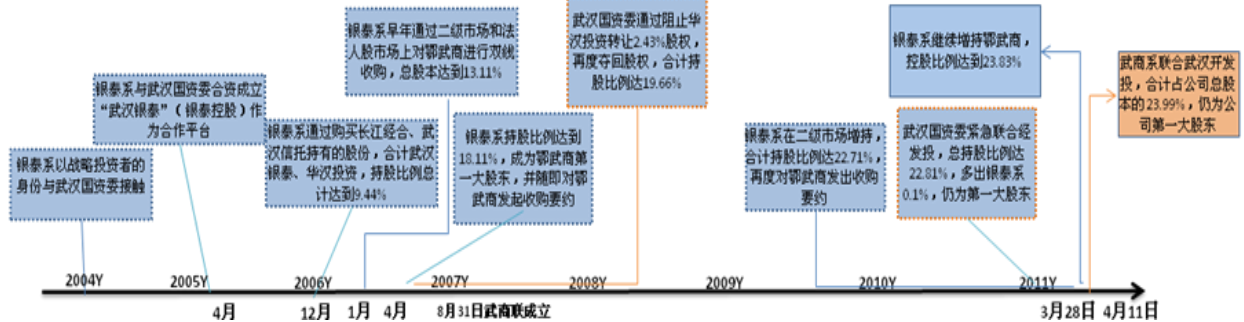 银泰系以战略投资者的
身份与武汉国资委接触
银泰系与武汉国资委合资成立
“武汉银泰”（银泰控股）作
为合作平台
银泰系通过购买长江经合、武
汉信托持有的股份，合计武汉
银泰、华汉投资，持股比例总
计达到9.44%
银泰系早年通过二级市场和法
人股市场上对鄂武商进行双线
收购，总股本达到13.11%
银泰系持股比例达到
18.11%，成为鄂武商第
一大股东，并随即对鄂
武商发起收购要约
武汉国资委通过阻止华
汉投资转让2.43%股权，
再度夺回股权，合计持
股比例达19.66%
银泰系在二级市场增持，
合计持股比例达22.71%，
再度对鄂武商发出收购
要约
武汉国资委紧急联合经
发投，总持股比例达
22.81%，多出银泰系
0.1%，仍为第一大股东
银泰系继续增持鄂武商，
控股比例达到23.83%
武商系联合武汉开发
投，合计占公司总股
本的23.99%，仍为公
司第一大股东
2004Y 2005Y 2006Y 2007Y 2008Y 2009Y 2010Y 2011Y
4月 12月 1月 4月 8月31日武商联成立 3月28日 4月11日